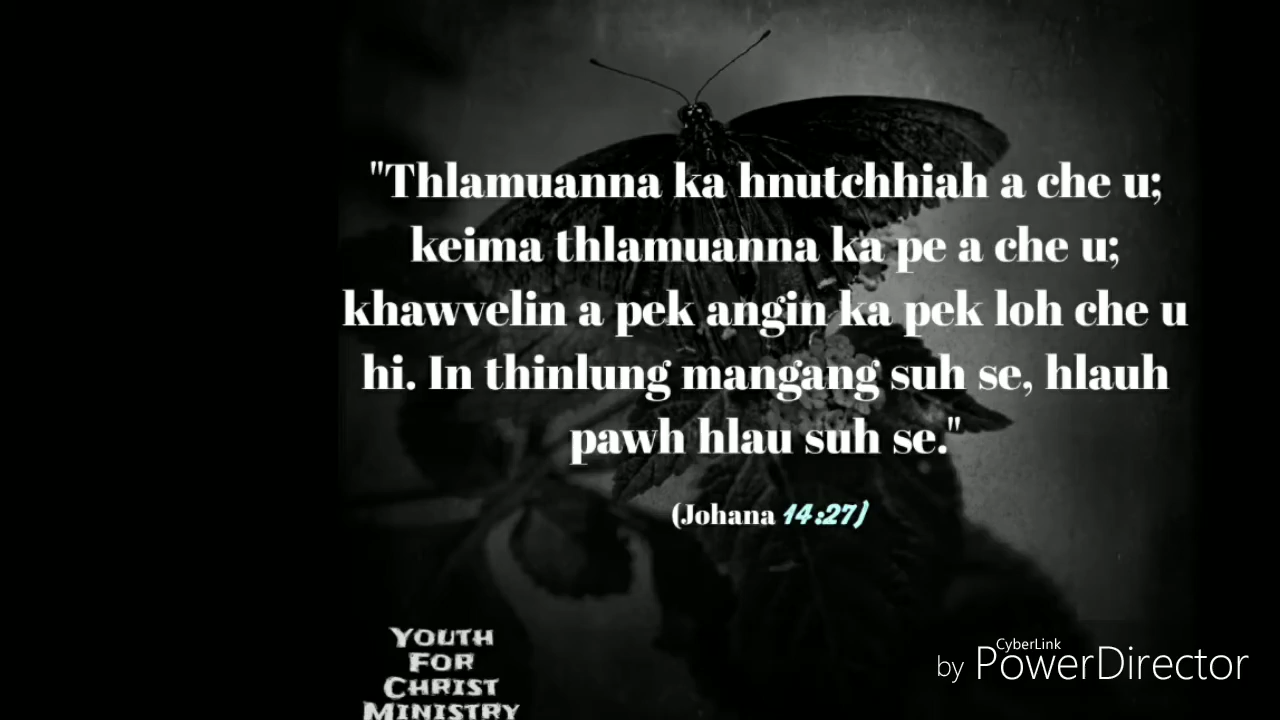 "Thlamuanna ka hnutchhiah a che u;
keima thlamuanna ka pe a che u;
khawvelin a pek angin ka pek loh che u
hi. In thinlung mangang suh se, hlauh
pawh hlau suh se."
(Johana 14:27)
YOUTH
FOR
CHRIST
MINISTRY
CyberLink
by PowerDirector